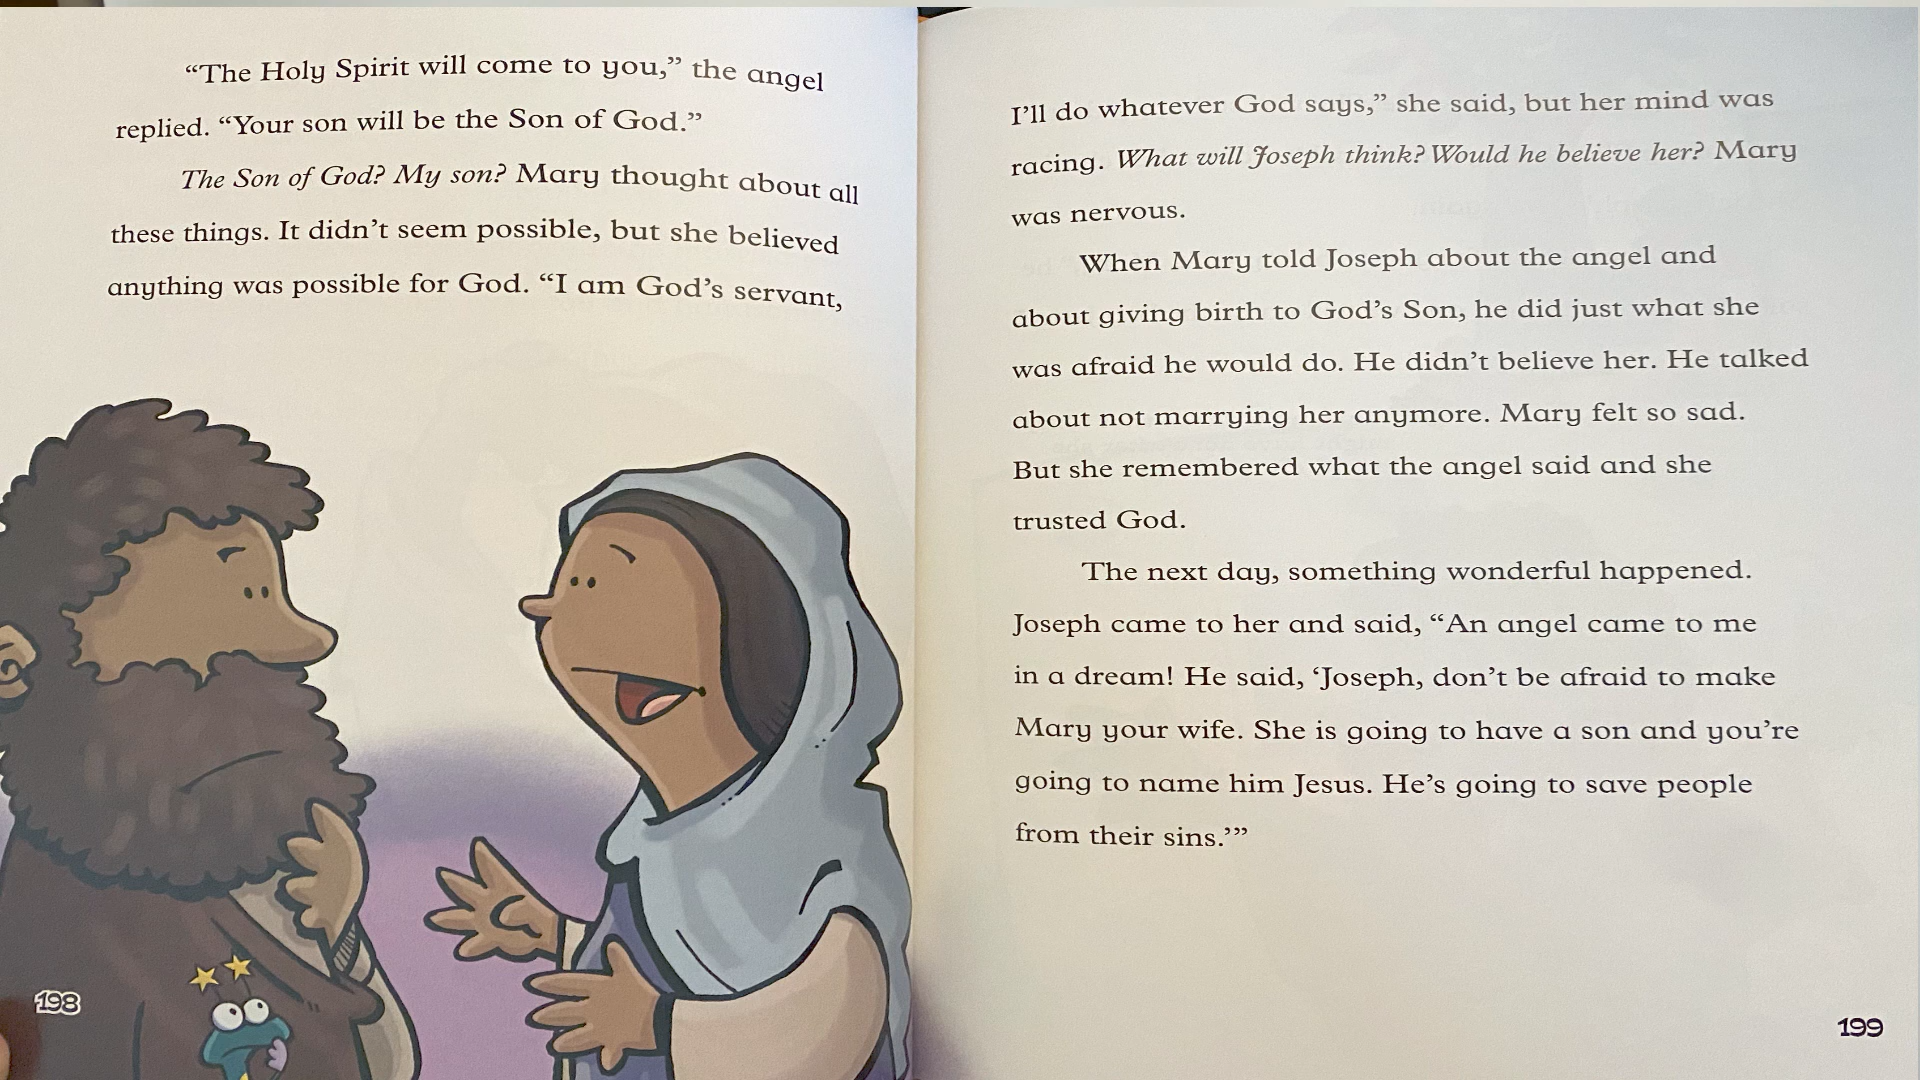 “The Holy Spirit will come to you,” the angel
replied. “Your son will be the Son of God.”
The Son of God? My son? Mary thought about all
these things. It didn’t seem possible, but she believed
anything was possible for God. “I am God’s servant,
198
I’ll do whatever God says,” she said, but her mind was
racing. What will Joseph think? Would he believe her? Mary
was nervous.
When Mary told Joseph about the angel and
about giving birth to God’s Son, he did just what she
was afraid he would do. He didn’t believe her. He talked
about not marrying her anymore. Mary felt so sad.
But she remembered what the angel said and she
trusted God.
The next day, something wonderful happened.
Joseph came to her and said, “An angel came to me
in a dream! He said, ‘Joseph, don’t be afraid to make
Mary your wife. She is going to have a son and you’re
going to name him Jesus. He’s going to save people
from their sins.’”
199